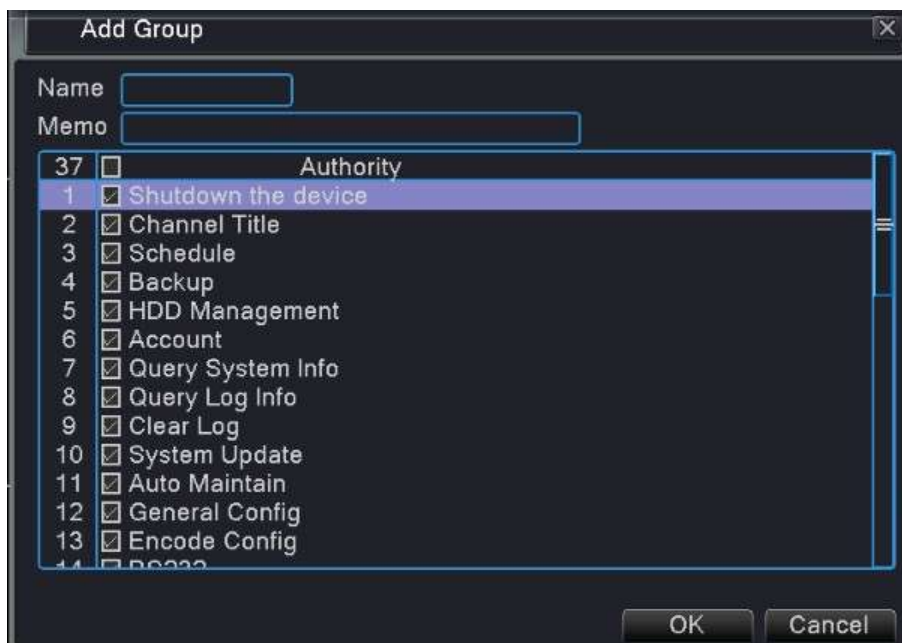 Add Group
Name
Memo
37 Authority
1 Shutdown the device
2 Channel Title
3 Schedule
4 Backup
5 HDD Management
6 Account
7 Query System Info
8 Query Log Info
9 Clear Log
10 System Update
11 Auto Maintain
12 General Config
13 Encode Config
14 RS232
OK Cancel